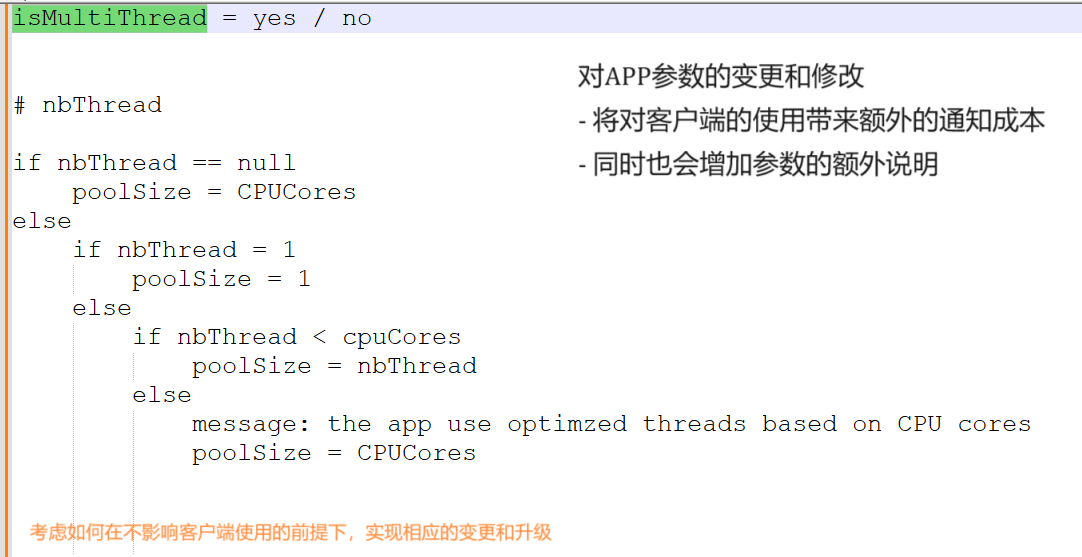 isMultiThread = yes / no
对APP参数的变更和修改
- 将对客户端的使用带来额外的通知成本
- 同时也会增加参数的额外说明
# nbThread
if nbThread == null
poolSize = CPUCores
else
if nbThread = 1
poolSize = 1
else
if nbThread < cpuCores
poolSize = nbThread
else
message: the app use optimzed threads based on CPU cores
poolSize = CPUCores
考虑如何在不影响客户端使用的前提下，实现相应的变更和升级